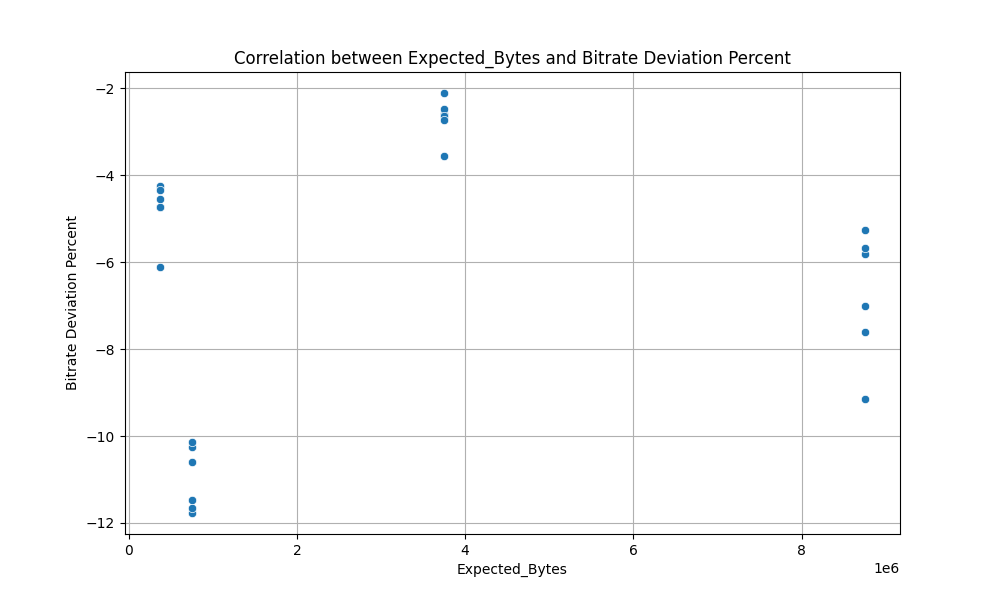 Correlation between Expected_Bytes and Bitrate Deviation Percent
Bitrate Deviation Percent
−2
−4
−6
−8
−10
−12
0 2 4 6 8
1e6
Expected_Bytes